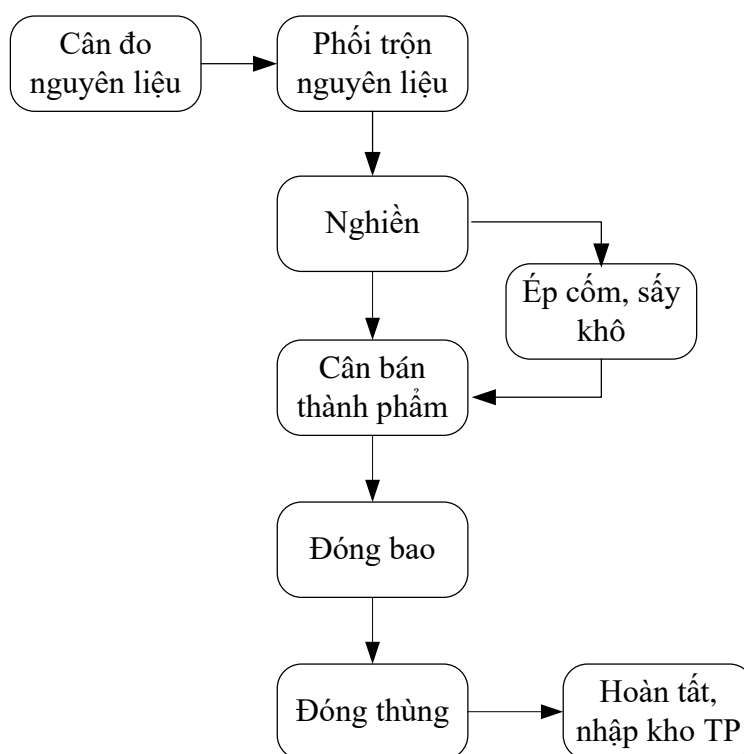 Cân đo
nguyên liệu
Phối trộn
nguyên liệu
Nghiền
Ép cốm, sấy
khô
Cân bán
thành phẩm
Đóng bao
Đóng thùng
Hoàn tất,
nhập kho TP